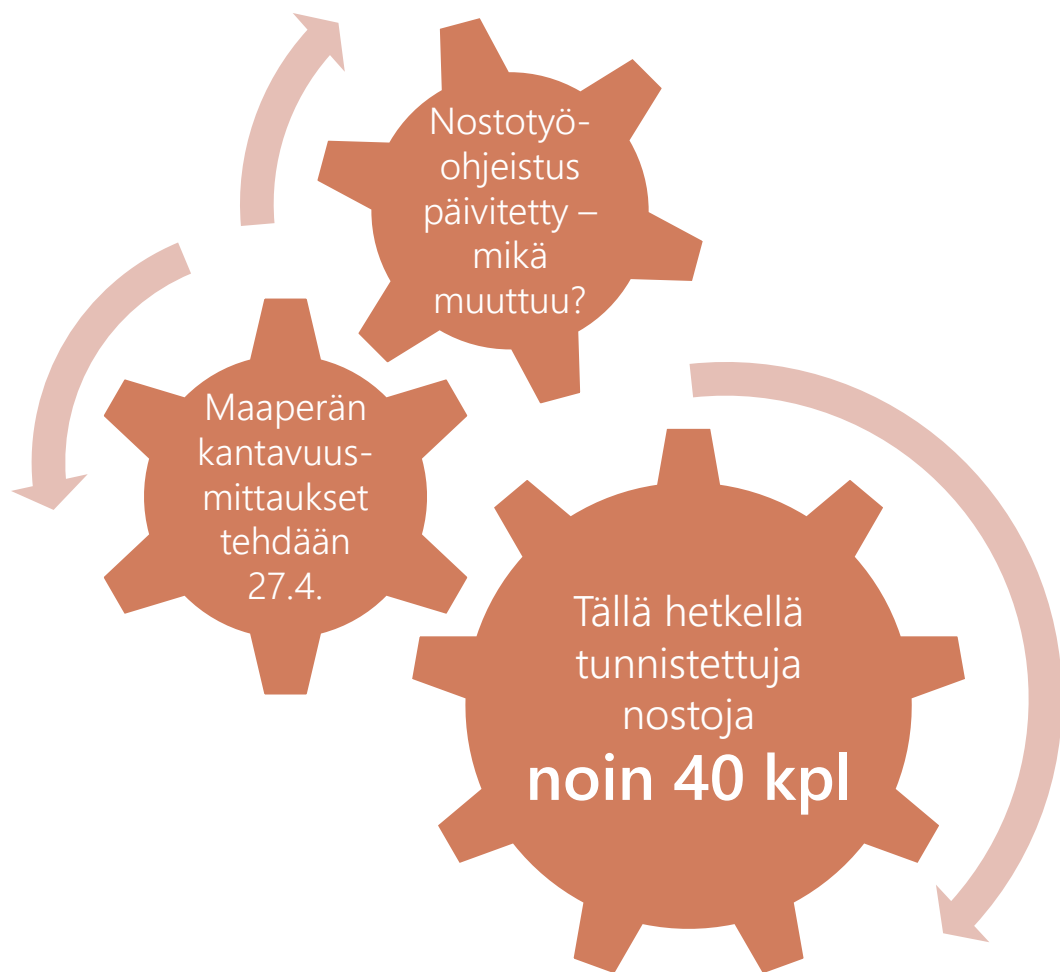 Nostotyö-
ohjeistus
päivitetty –
mikä
muuttuu?
Maaperän
kantavuus-
mittaukset
tehdään
27.4.
Tällä hetkellä
tunnistettuja
nostoja
noin 40 kpl